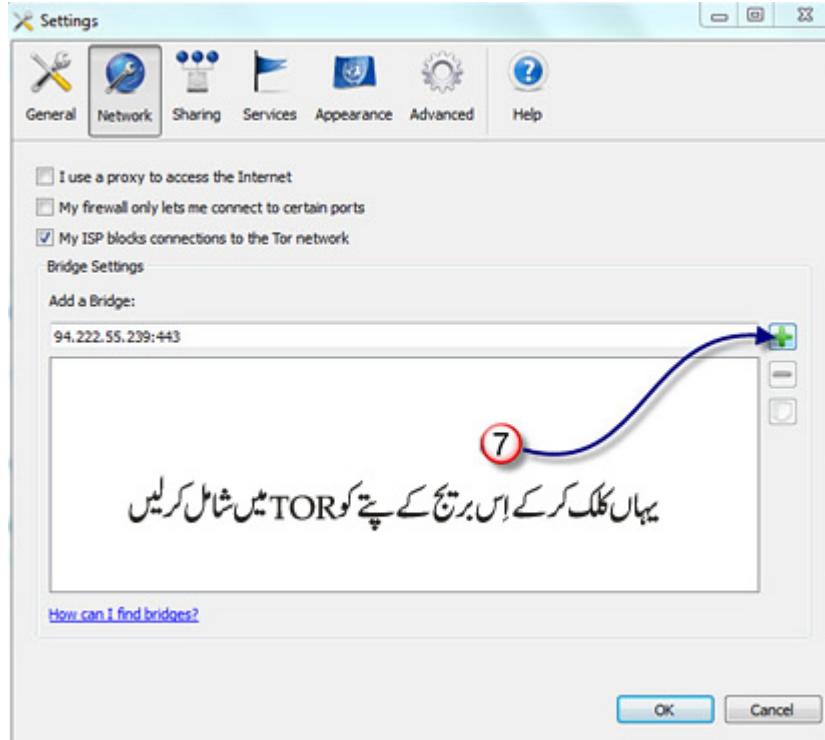 Settings
General Network Sharing Services Appearance Advanced Help
I use a proxy to access the Internet
My firewall only lets me connect to certain ports
My ISP blocks connections to the Tor network
Bridge Settings
Add a Bridge:
94.222.55.239:443
7
یہاں کلک کر کے اِس بریج کے پتے کو TOR میں شامل کر لیں
How can I find bridges?
OK Cancel